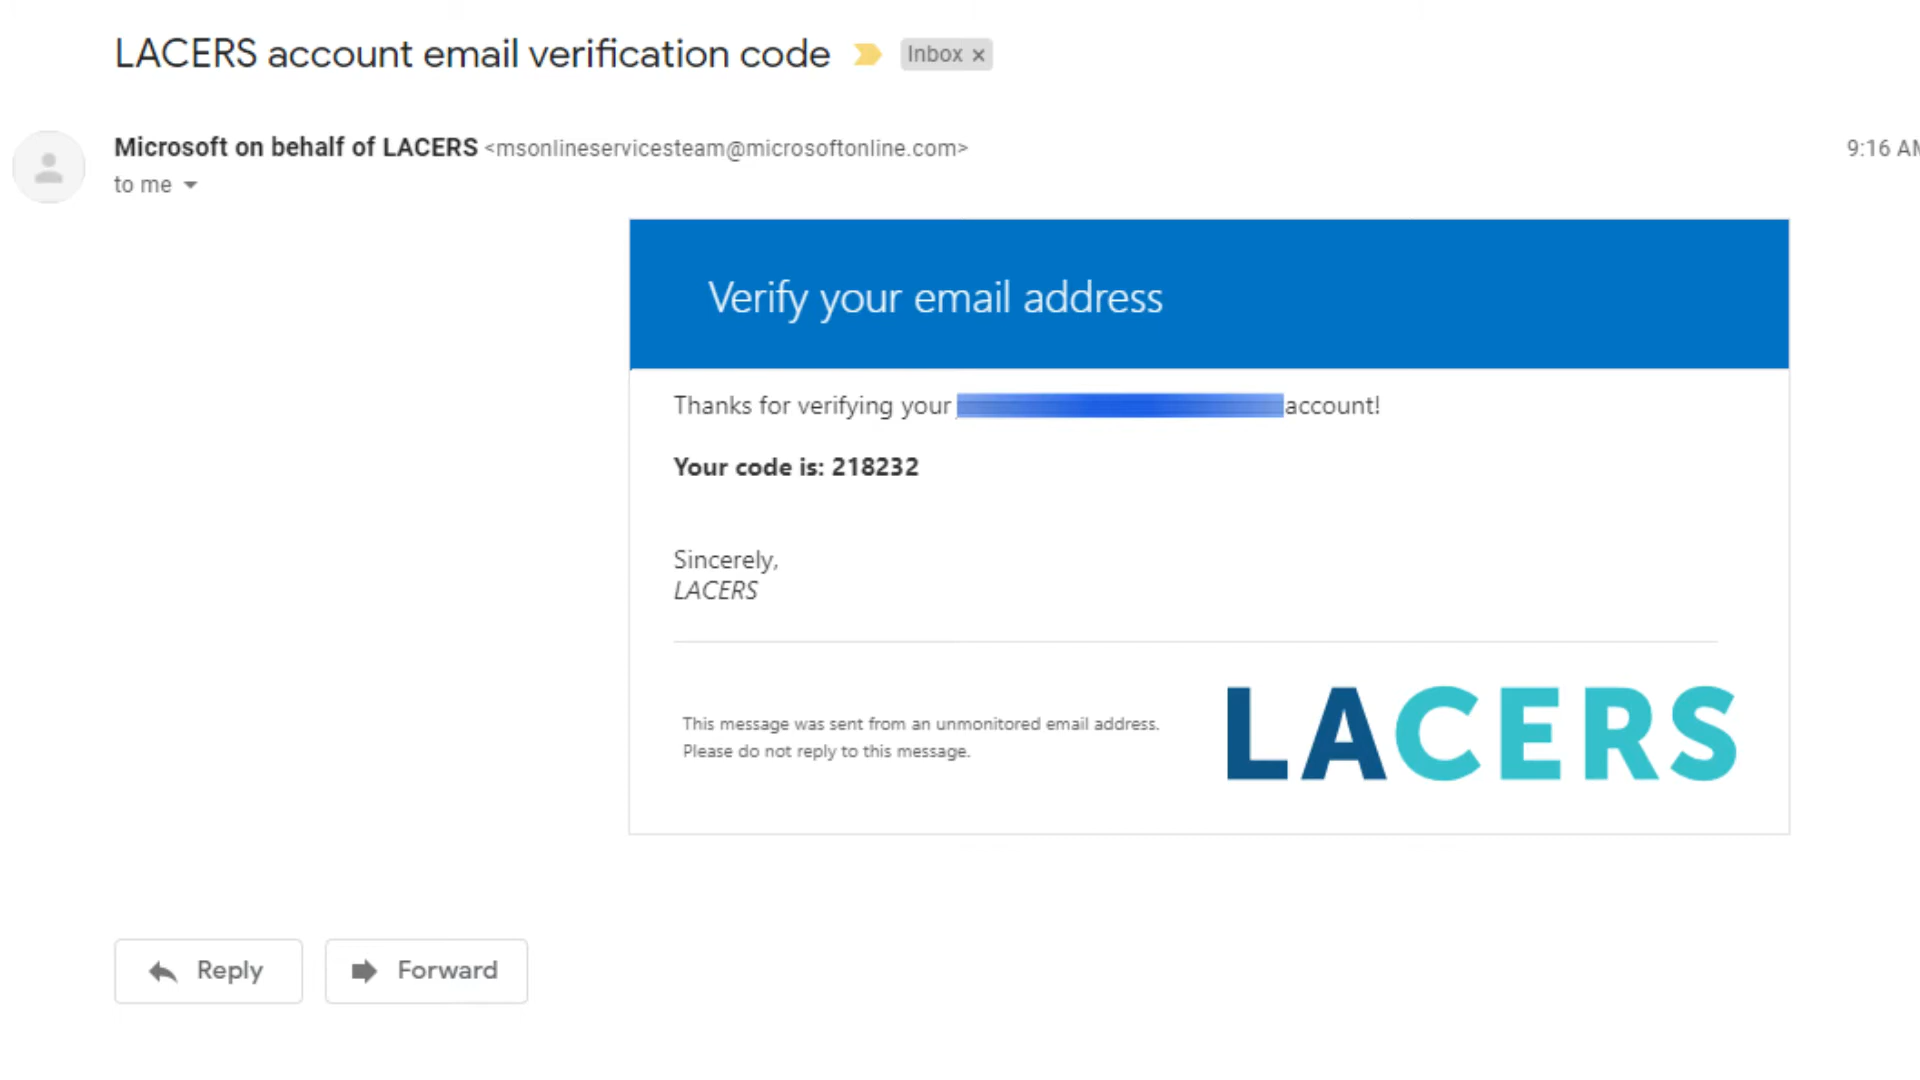 LACERS account email verification code Inbox x
Microsoft on behalf of LACERS <msonlineservicesteam@microsoftonline.com> 9:16 AM
to me
Verify your email address
Thanks for verifying your account!
Your code is: 218232
Sincerely,
LACERS
This message was sent from an unmonitored email address.
Please do not reply to this message.
LACERS
Reply Forward